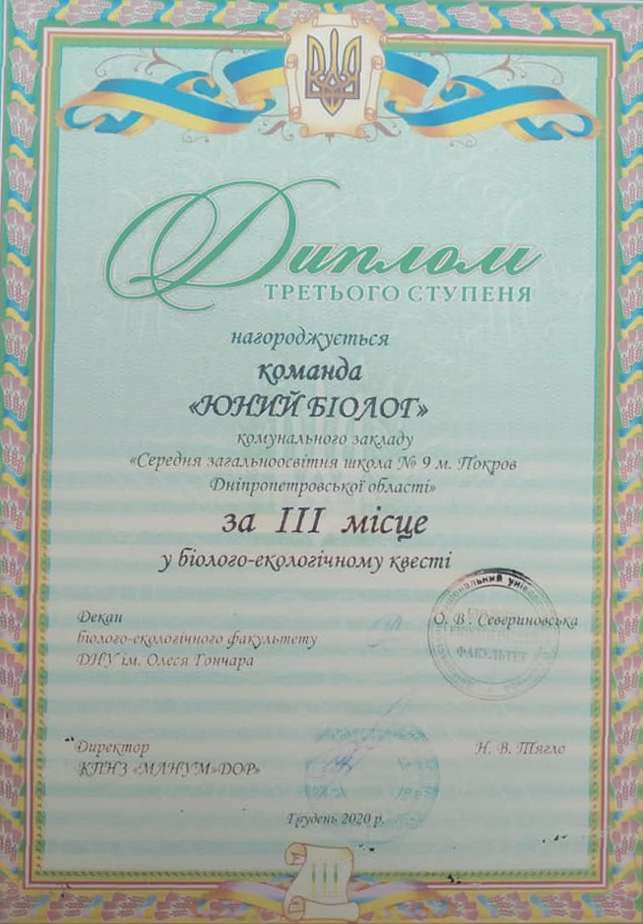 Диплом
ТРЕТЬОГО СТУПЕНЯ
нагороджується
команда
«ЮНИЙ БІОЛОГ»
комунального закладу
«Середня загальноосвітня школа № 9 м. Покров
Дніпропетровської області»
за III місце
у біолого-екологічному квесті
Декан
біолого-екологічного факультету
ДНУ ім. Олеся Гончара
О. В. Севериновська
ФАКУЛЬТЕТ
Директор
КПНЗ «МАНУМ»ДОР»
Н. В. Тягло
Грудень 2020 р.
III